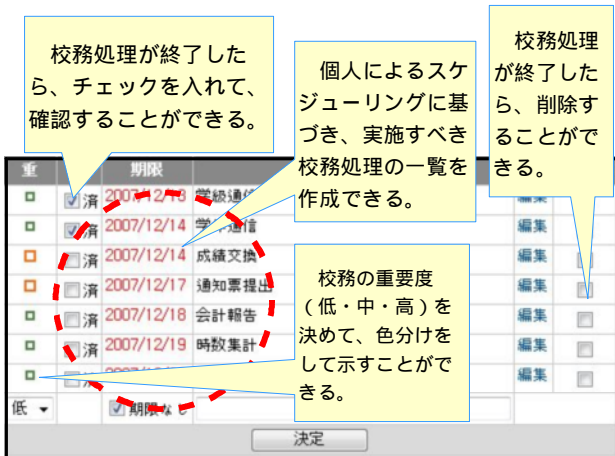 校務処理が終了した
ら、チェックを入れて、
確認することができる。
個人によるスケ
ジューリングに基
づき、実施すべき
校務処理の一覧を
作成できる。
校務処理
が終了した
ら、削除す
ることがで
きる。
重 期限
済 学級通信 編集
済 2007/12/14 通信
済 2007/12/14 成績交換 編集
済 2007/12/17 通知票提出 編集
済 2007/12/18 会計報告 編集
済 2007/12/19 時数集計 編集
済 編集
校務の重要度
(低・中・高)を
決めて、色分けを
して示すことがで
きる。
低 期限なし
決定